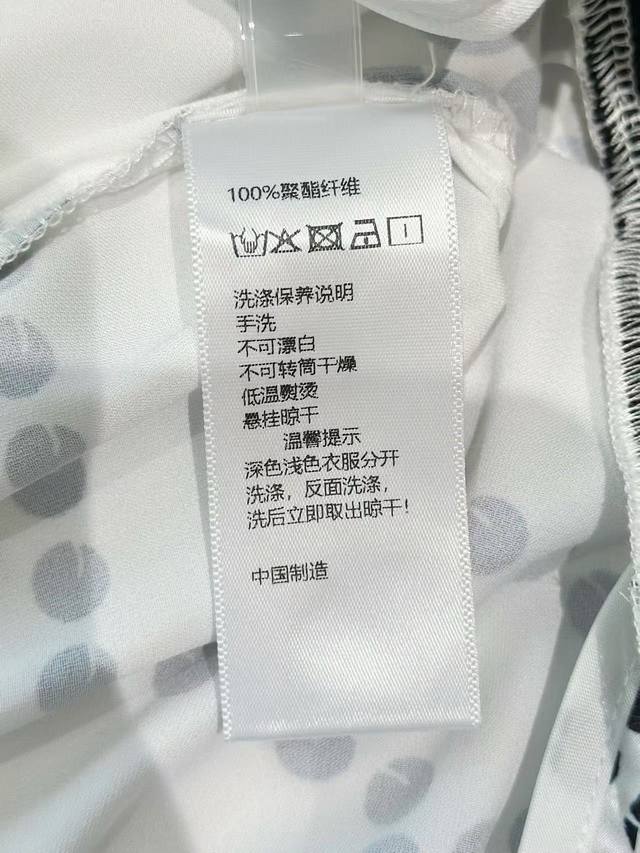 100%聚酯纤维
洗涤保养说明
手洗
不可漂白
不可转筒干燥
低温熨烫
悬挂晾干
温馨提示
深色浅色衣服分开
洗涤，反面洗涤，
洗后立即取出晾干！
中国制造